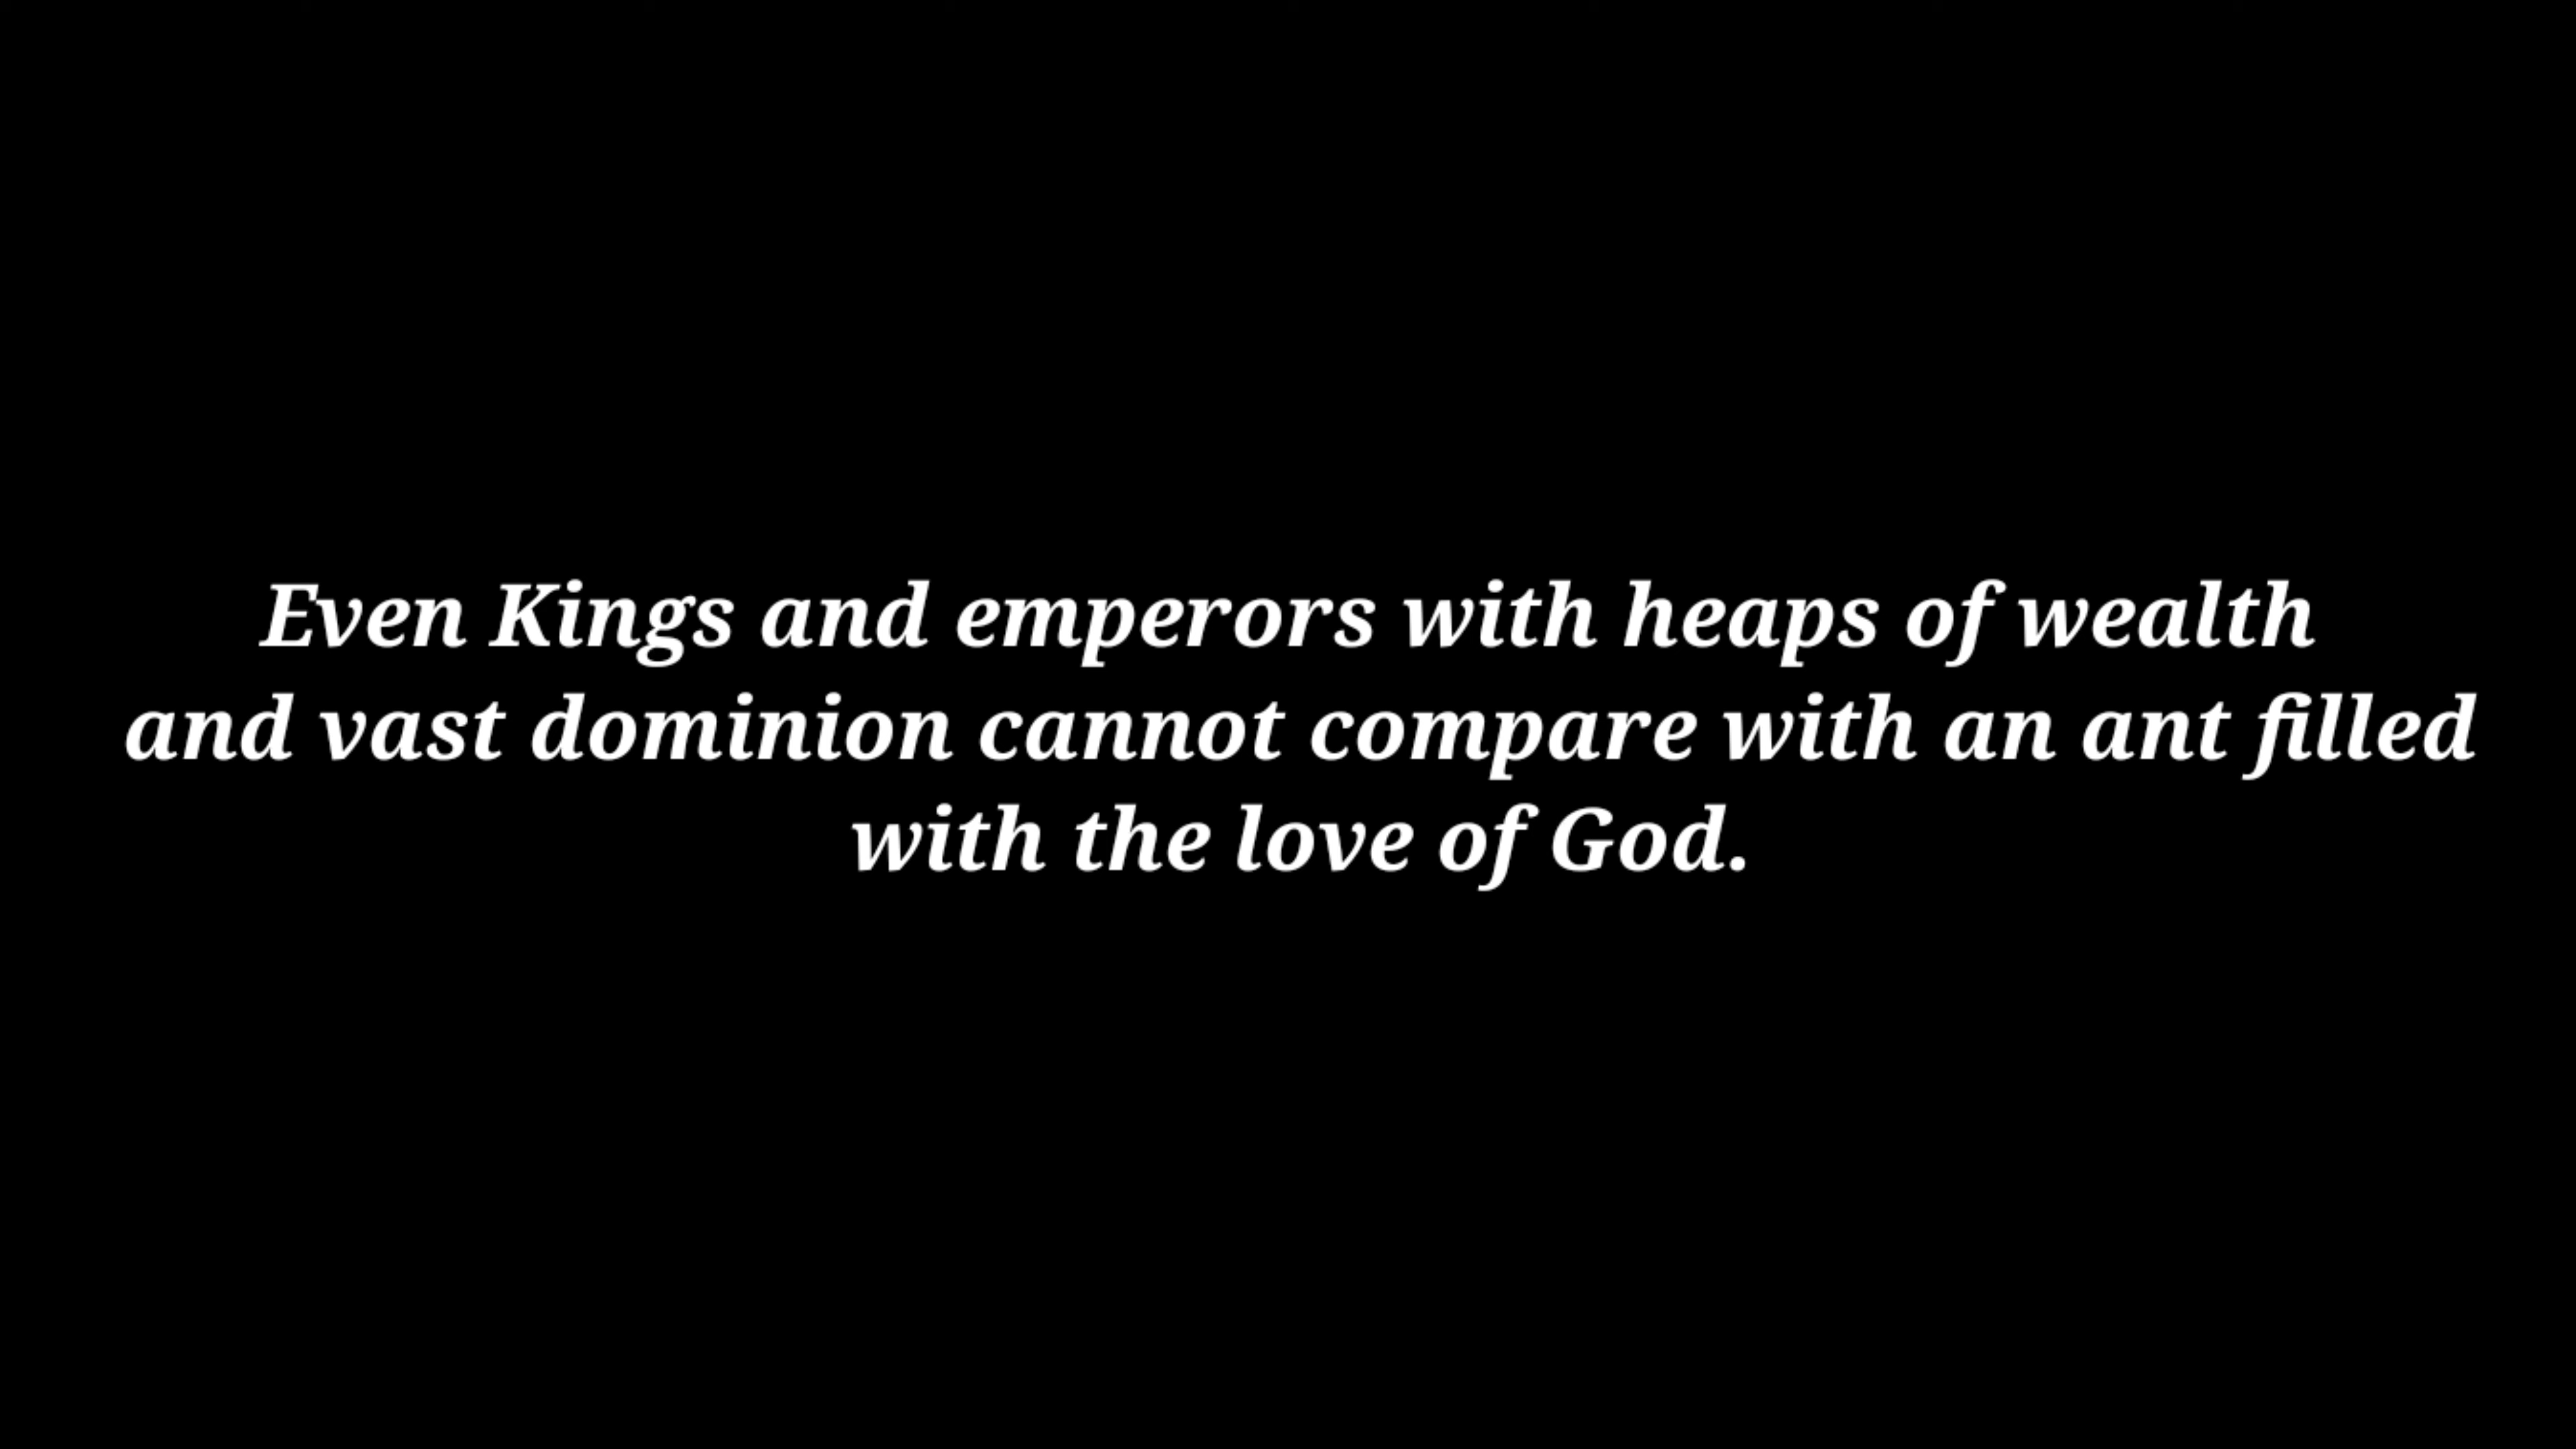 Even Kings and emperors with heaps of wealth
and vast dominion cannot compare with an ant filled
with the love of God.